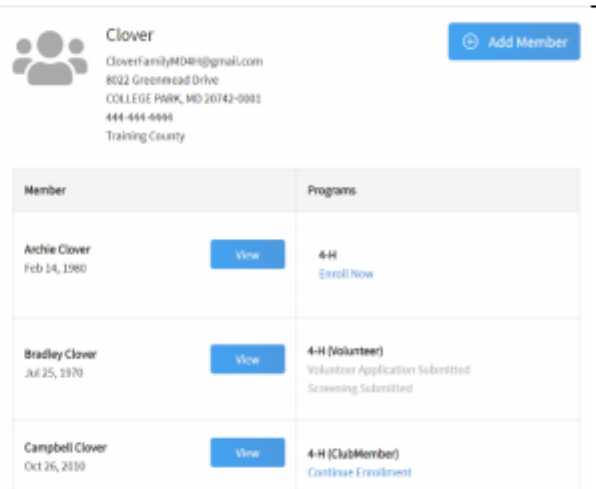 Clover
Add Member
CloverFamilyMD4H@gmail.com
8022 Greenmead Drive
COLLEGE PARK, MD 20742-0001
444-444-4444
Training County
Member
Programs
Archie Clover
Feb 14, 1980
View
4-H
Enroll Now
Bradley Clover
Jul 25, 1970
View
4-H (Volunteer)
Volunteer Application Submitted
Screening Submitted
Campbell Clover
Oct 26, 2010
View
4-H (ClubMember)
Continue Enrollment